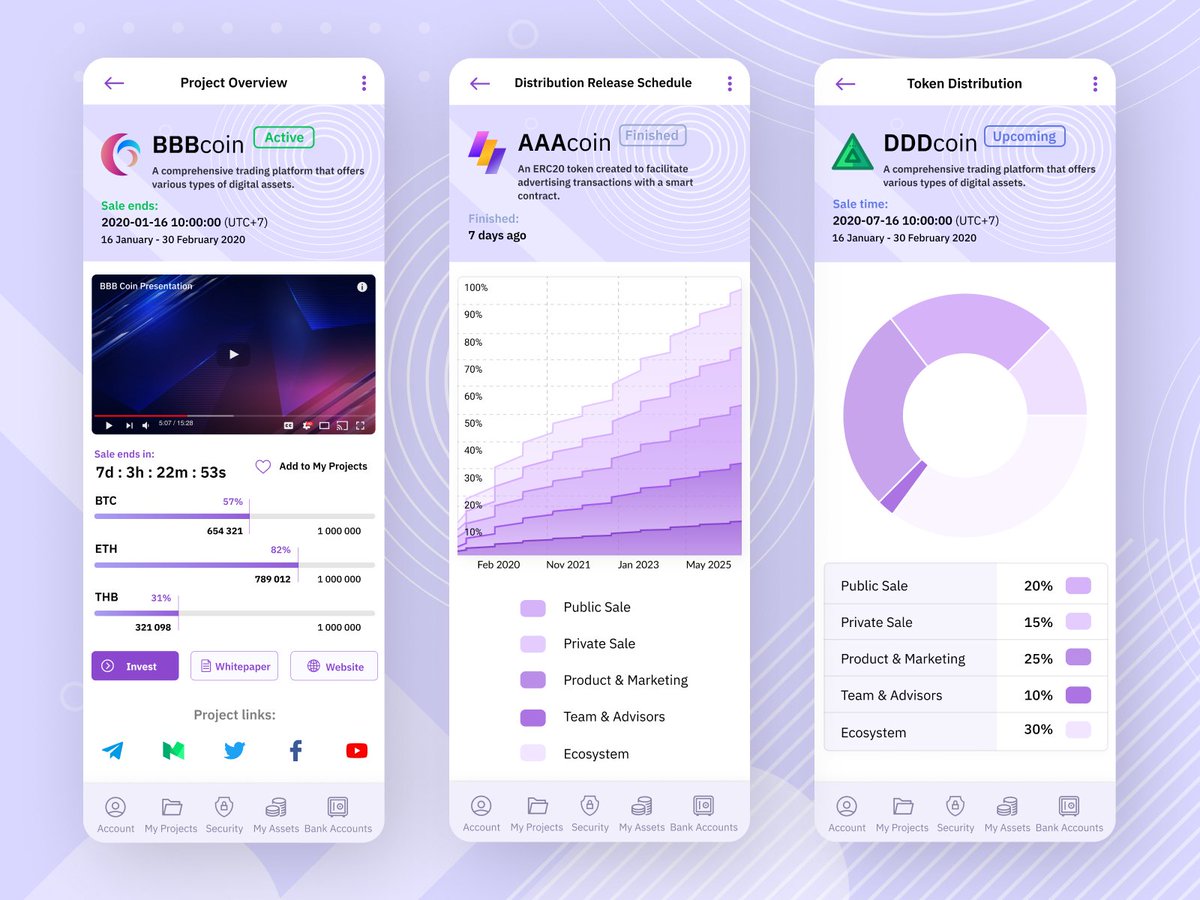 Project Overview
BBBcoin Active
A comprehensive trading platform that offers
various types of digital assets.
Sale ends:
2020-01-16 10:00:00 (UTC+7)
16 January - 30 February 2020
BBB Coin Presentation
5:07 / 15:28
CC
Sale ends in:
7d : 3h : 22m : 53s
Add to My Projects
BTC
57%
654 321
1 000 000
ETH
82%
789 012
1 000 000
THB
31%
321 098
1 000 000
Invest
Whitepaper
Website
Project links:
Account
My Projects
Security
My Assets
Bank Accounts
Distribution Release Schedule
AAAcoin Finished
An ERC20 token created to facilitate
advertising transactions with a smart
contract.
Finished:
7 days ago
100%
90%
80%
70%
60%
50%
40%
30%
20%
10%
Feb 2020
Nov 2021
Jan 2023
May 2025
Public Sale
Private Sale
Product & Marketing
Team & Advisors
Ecosystem
Account
My Projects
Security
My Assets
Bank Accounts
Token Distribution
DDDcoin Upcoming
A comprehensive trading platform that offers
various types of digital assets.
Sale time:
2020-07-16 10:00:00 (UTC+7)
16 January - 30 February 2020
Public Sale 20%
Private Sale 15%
Product & Marketing 25%
Team & Advisors 10%
Ecosystem 30%
Account
My Projects
Security
My Assets
Bank Accounts